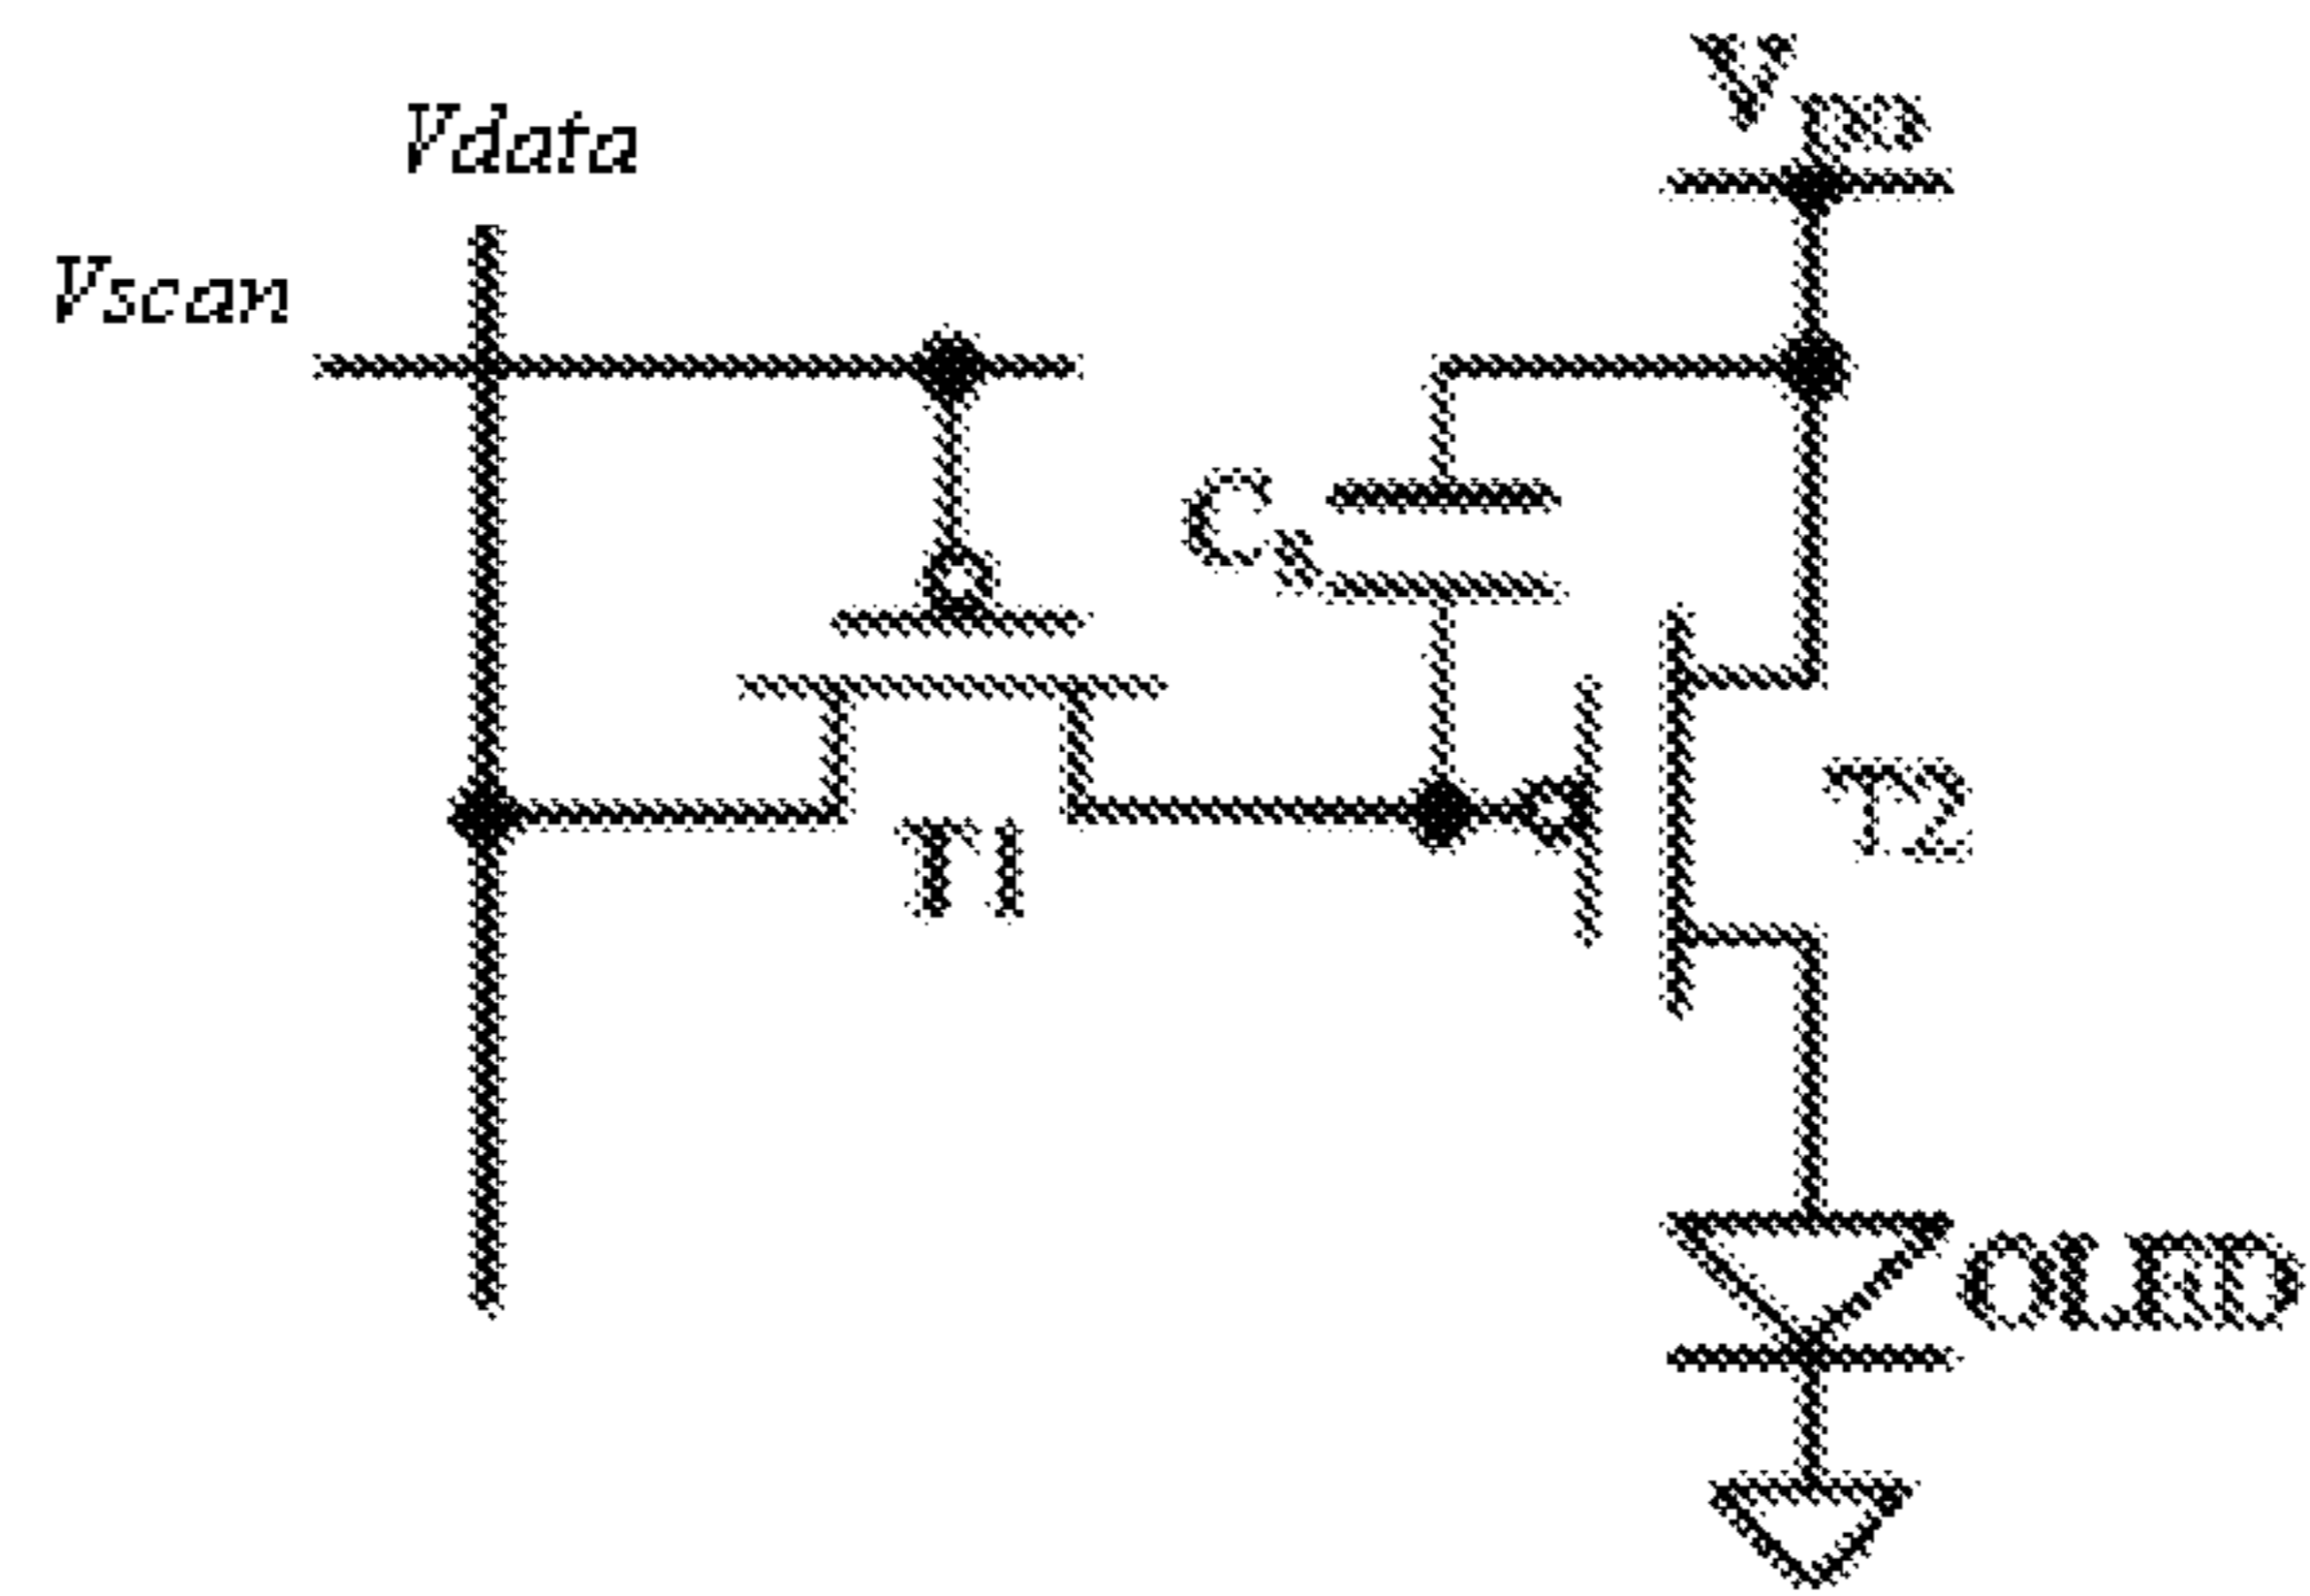 Vdata
Vscan
Cs
T1
T2
OLED